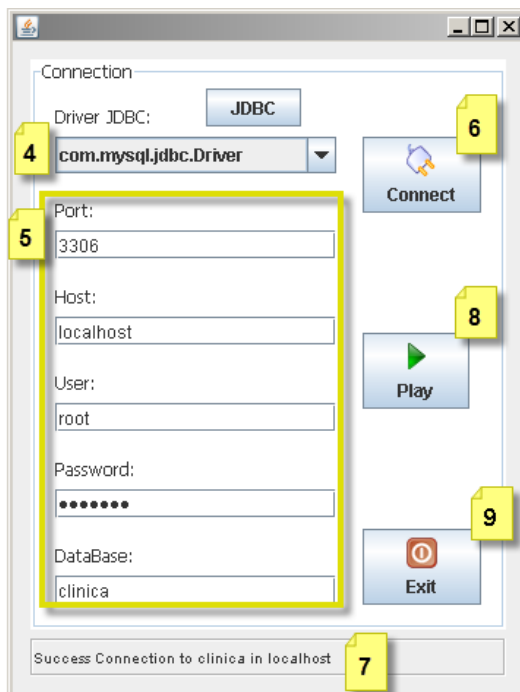 Connection
Driver JDBC:
JDBC
4
com.mysql.jdbc.Driver
6
Connect
5
Port:
3306
Host:
localhost
8
Play
User:
root
Password:
•••••••
9
DataBase:
clinica
Exit
Success Connection to clinica in localhost
7